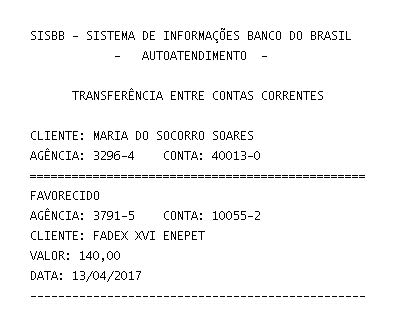 SISBB - SISTEMA DE INFORMAÇÕES BANCO DO BRASIL
- AUTOATENDIMENTO -
TRANSFERÊNCIA ENTRE CONTAS CORRENTES
CLIENTE: MARIA DO SOCORRO SOARES
AGÊNCIA: 3296-4 CONTA: 40013-0
================================================
FAVORECIDO
AGÊNCIA: 3791-5 CONTA: 10055-2
CLIENTE: FADEX XVI ENEPET
VALOR: 140,00
DATA: 13/04/2017
------------------------------------------------